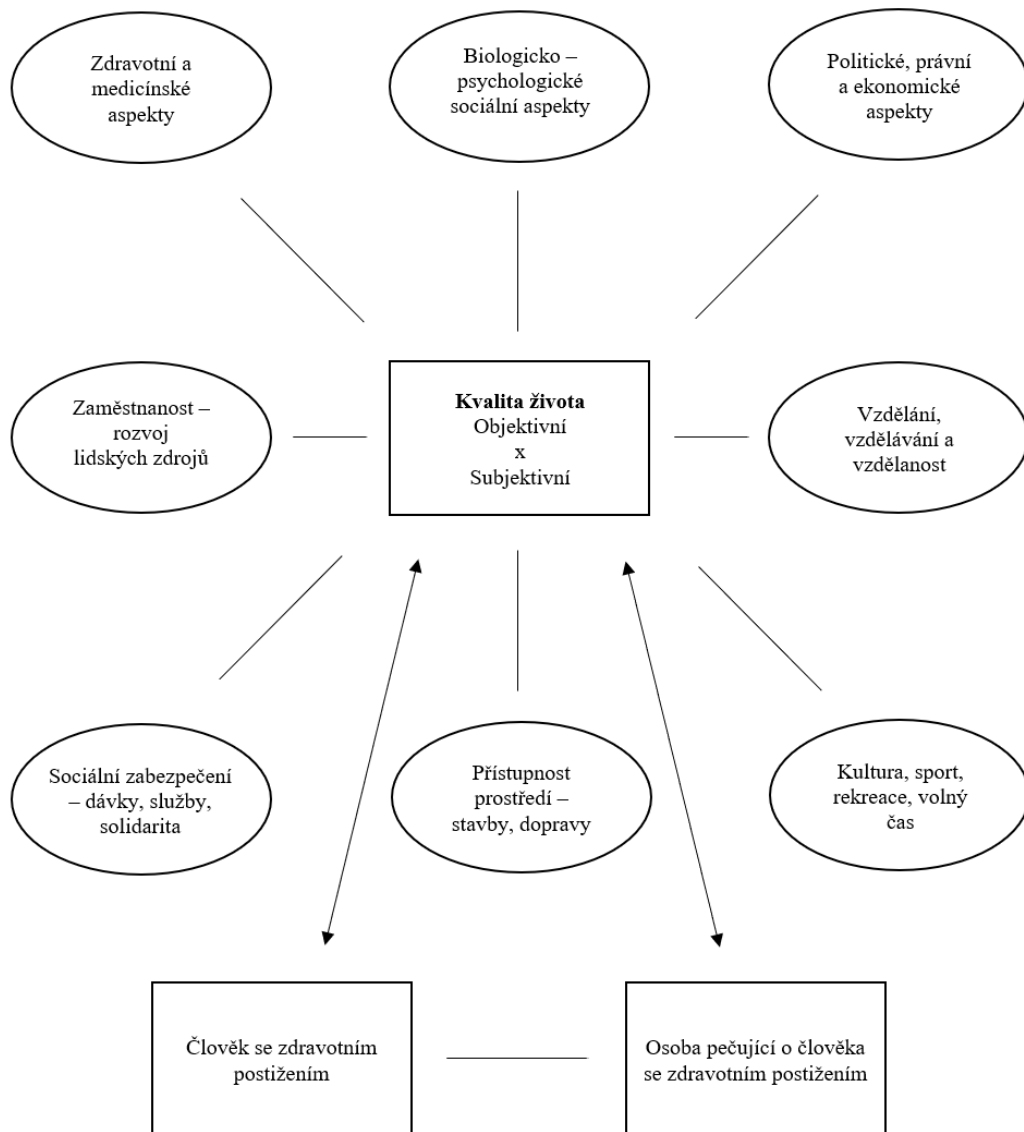 Zdravotní a
medicínské
aspekty
Biologicko –
psychologické
sociální aspekty
Politické, právní
a ekonomické
aspekty
Zaměstnanost –
rozvoj
lidských zdrojů
Kvalita života
Objektivní
x
Subjektivní
Vzdělání,
vzdělávání a
vzdělanost
Sociální zabezpečení
– dávky, služby,
solidarita
Přístupnost
prostředí –
stavby, dopravy
Kultura, sport,
rekreace, volný
čas
Člověk se zdravotním
postižením
Osoba pečující o člověka
se zdravotním postižením